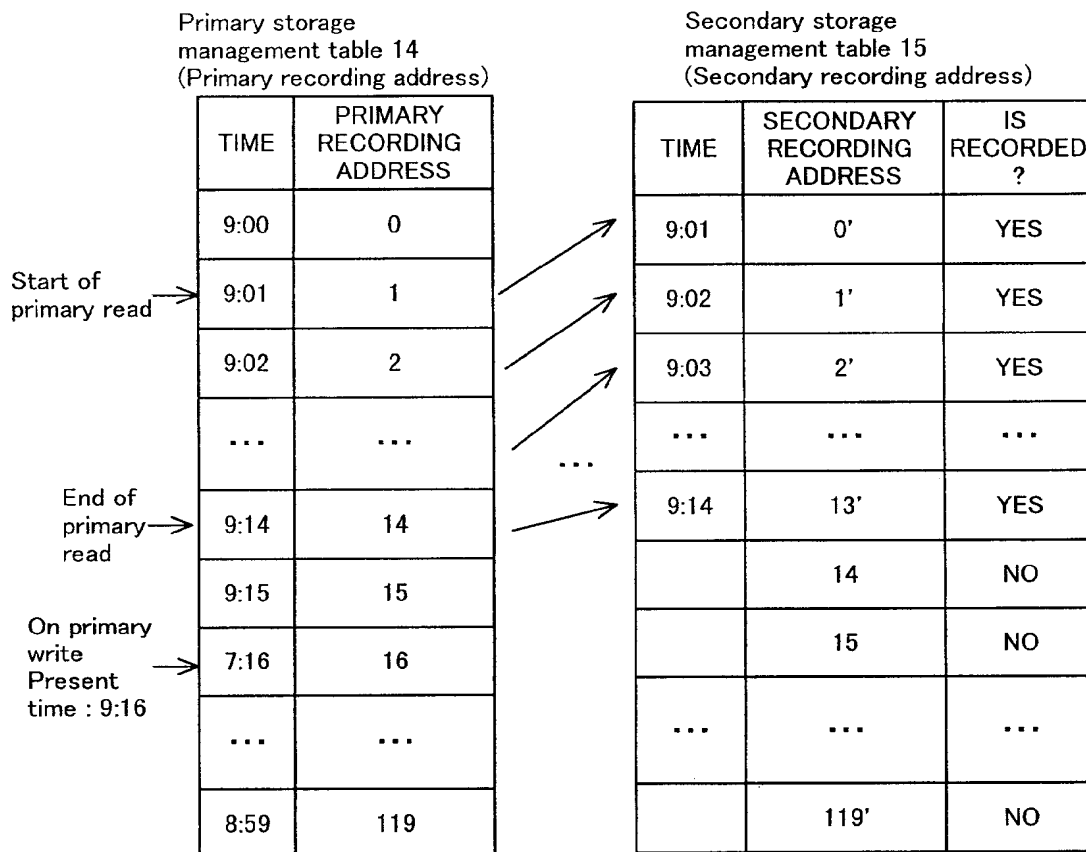 Primary storage
management table 14
(Primary recording address)
TIME
PRIMARY
RECORDING
ADDRESS
9:00 0
9:01 1
9:02 2
... ...
9:14 14
9:15 15
7:16 16
... ...
8:59 119
Start of
primary read
End of
primary
read
On primary
write
Present
time : 9:16
...
Secondary storage
management table 15
(Secondary recording address)
TIME
SECONDARY
RECORDING
ADDRESS
IS
RECORDED
?
9:01 0' YES
9:02 1' YES
9:03 2' YES
... ... ...
9:14 13' YES
14 NO
15 NO
... ... ...
119' NO